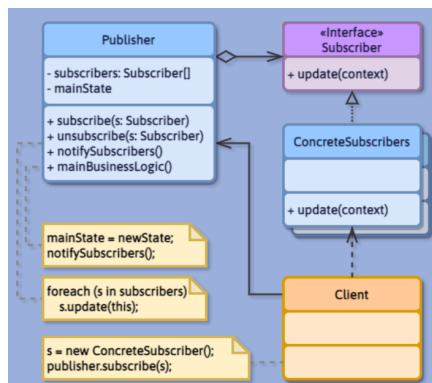 Publisher
- subscribers: Subscriber[]
- mainState
+ subscribe(s: Subscriber)
+ unsubscribe(s: Subscriber)
+ notifySubscribers()
+ mainBusinessLogic()
«Interface»
Subscriber
+ update(context)
ConcreteSubscribers
+ update(context)
mainState = newState;
notifySubscribers();
foreach (s in subscribers)
s.update(this);
Client
s = new ConcreteSubscriber();
publisher.subscribe(s);